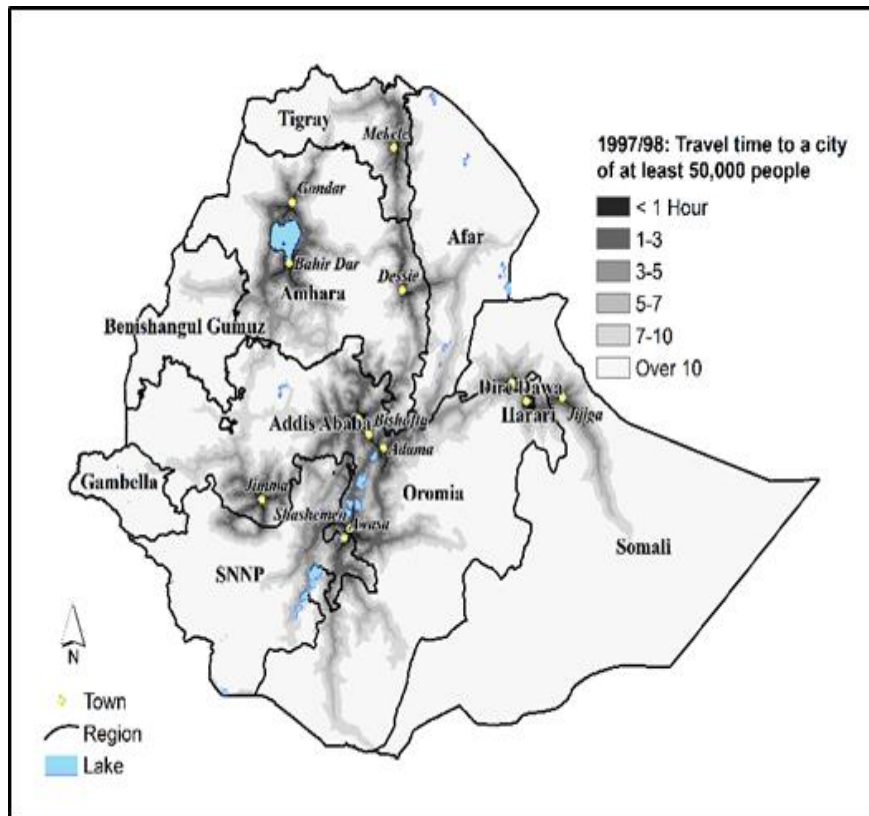 Tigray
Mekele
1997/98: Travel time to a city
of at least 50,000 people
< 1 Hour
1-3
3-5
5-7
7-10
Over 10
Gondar
Afar
Bahir Dar
Dessie
Amhara
Benishangul Gumuz
Dire Dawa
Harari
Jijiga
Addis Ababa
Bishoftu
Adama
Gambella
Jimma
Oromia
Shashemen
Awasa
Somali
SNNP
N
Town
Region
Lake